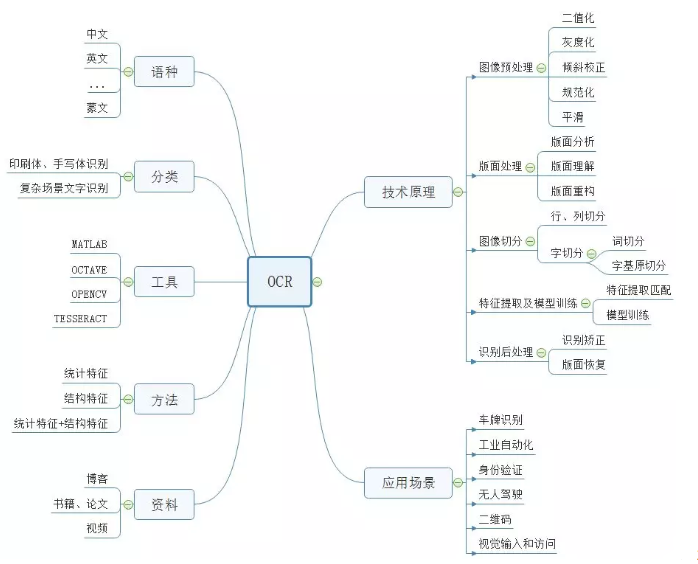 OCR
语种
中文
英文
...
蒙文
分类
印刷体、手写体识别
复杂场景文字识别
工具
MATLAB
OCTAVE
OPENCV
TESSERACT
方法
统计特征
结构特征
统计特征+结构特征
资料
博客
书籍、论文
视频
技术原理
图像预处理
二值化
灰度化
倾斜校正
规范化
平滑
版面处理
版面分析
版面理解
版面重构
图像切分
行、列切分
字切分
词切分
字基原切分
特征提取及模型训练
特征提取匹配
模型训练
识别后处理
识别矫正
版面恢复
应用场景
车牌识别
工业自动化
身份验证
无人驾驶
二维码
视觉输入和访问